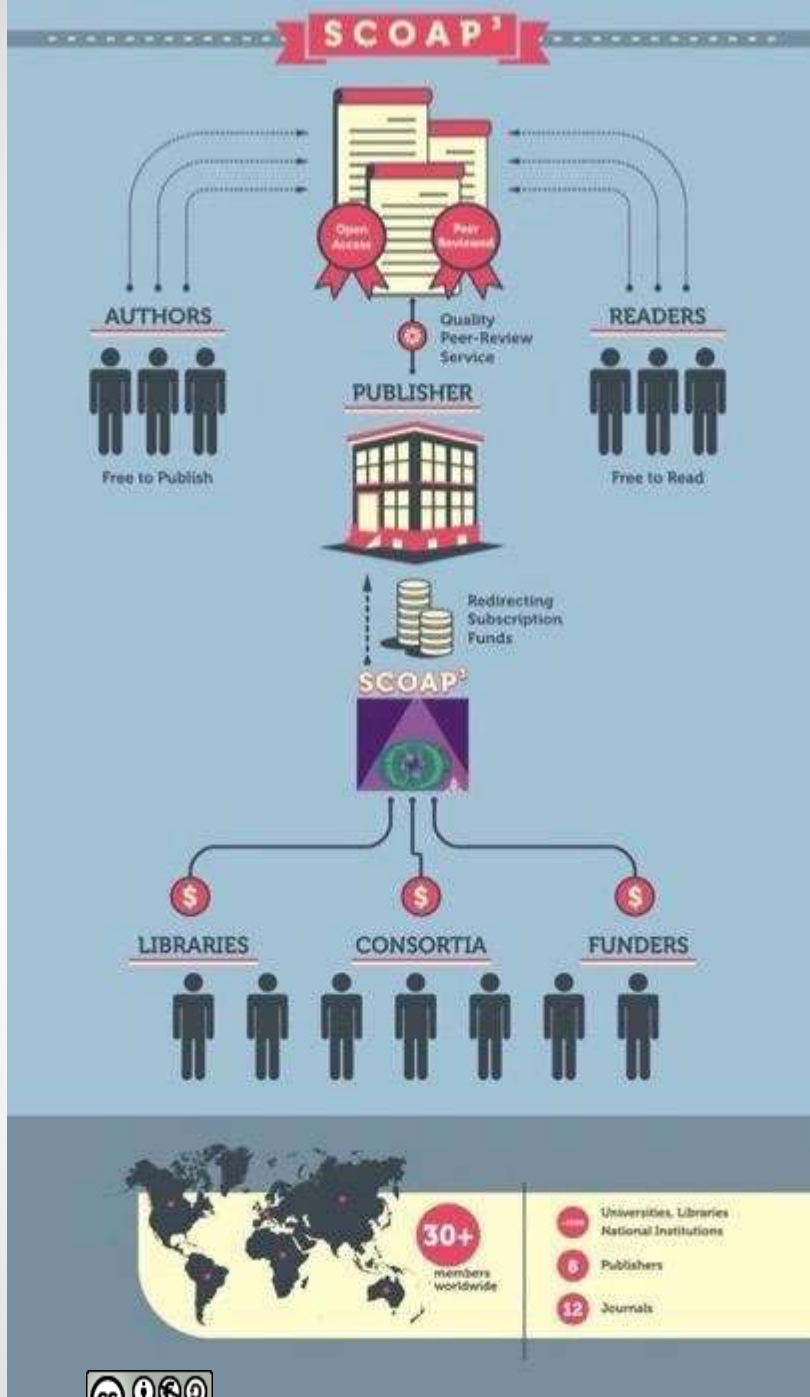 SCOAP³
Open
Access
Peer
Reviewed
AUTHORS
READERS
Quality
Peer-Review
Service
PUBLISHER
Free to Publish
Free to Read
Redirecting
Subscription
Funds
SCOAP³
$
$
$
LIBRARIES
CONSORTIA
FUNDERS
30+
members
worldwide
Universities, Libraries
National Institutions
Publishers
12
Journals
cc